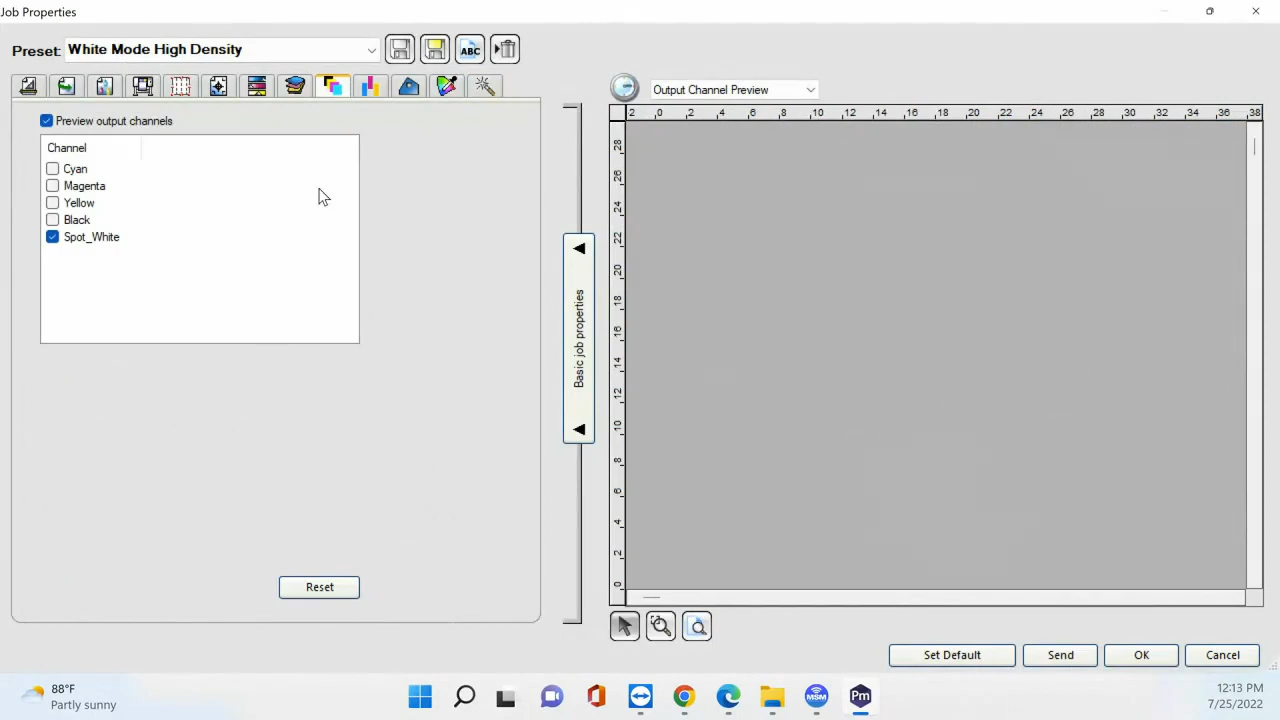 Job Properties
Preset: White Mode High Density
ABC
Preview output channels
Output Channel Preview
2 0 2 4 6 8 10 12 14 16 18 20 22 24 26 28 30 32 34 36 38
Channel
Cyan
Magenta
Yellow
Black
Spot_White
28
26
24
22
20
18
16
14
12
10
8
6
4
2
0
Basic job properties
Reset
Set Default
Send
OK
Cancel
88°F
Partly sunny
MSM
Pm
12:13 PM
7/25/2022